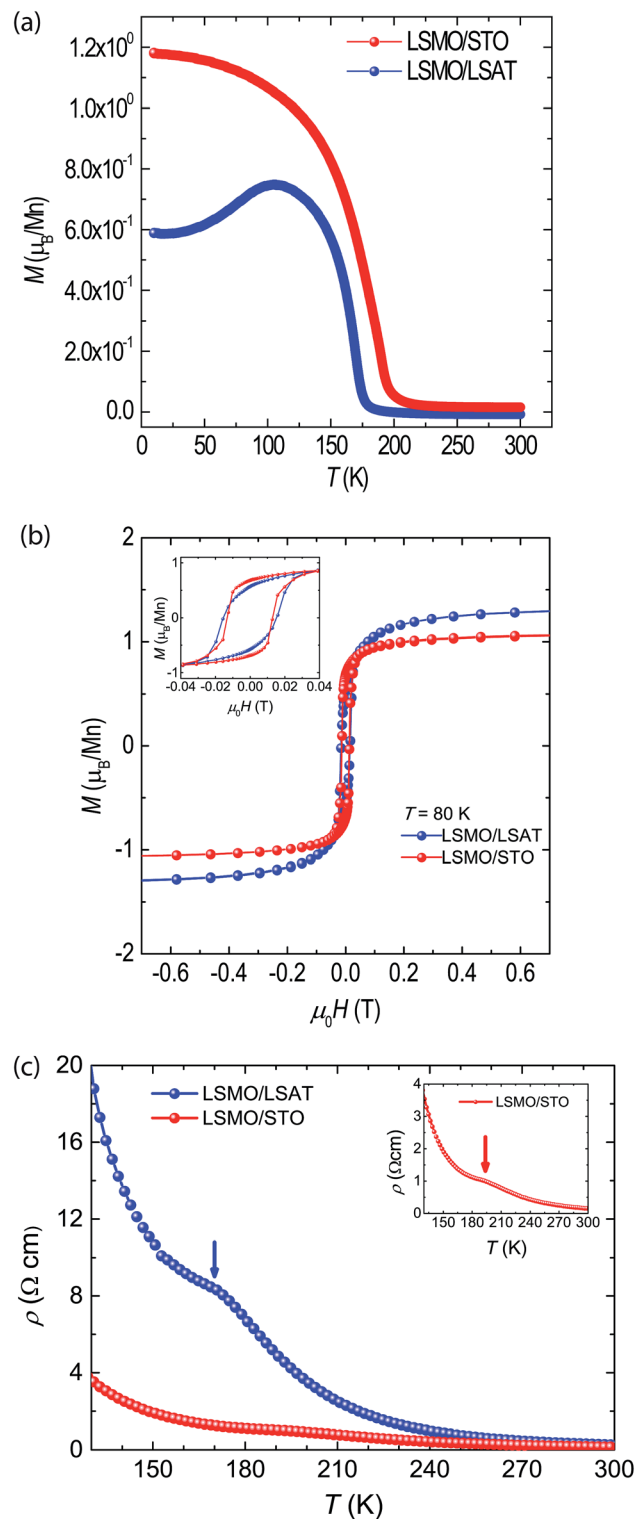 (a)
LSMO/STO
LSMO/LSAT
1.2x10⁰
1.0x10⁰
8.0x10⁻¹
6.0x10⁻¹
4.0x10⁻¹
2.0x10⁻¹
0.0
M (μB/Mn)
0 50 100 150 200 250 300
T (K)
(b)
2
1
0
-1
-2
M (μB/Mn)
1
0
-1
M (μB/Mn)
-0.04 -0.02 0.00 0.02 0.04
μ₀H (T)
T = 80 K
LSMO/LSAT
LSMO/STO
-0.6 -0.4 -0.2 0.0 0.2 0.4 0.6
μ₀H (T)
(c)
20
16
12
8
4
0
ρ (Ω cm)
LSMO/LSAT
LSMO/STO
4
3
2
1
0
ρ (Ωcm)
LSMO/STO
150 180 210 240 270 300
T (K)
150 180 210 240 270 300
T (K)